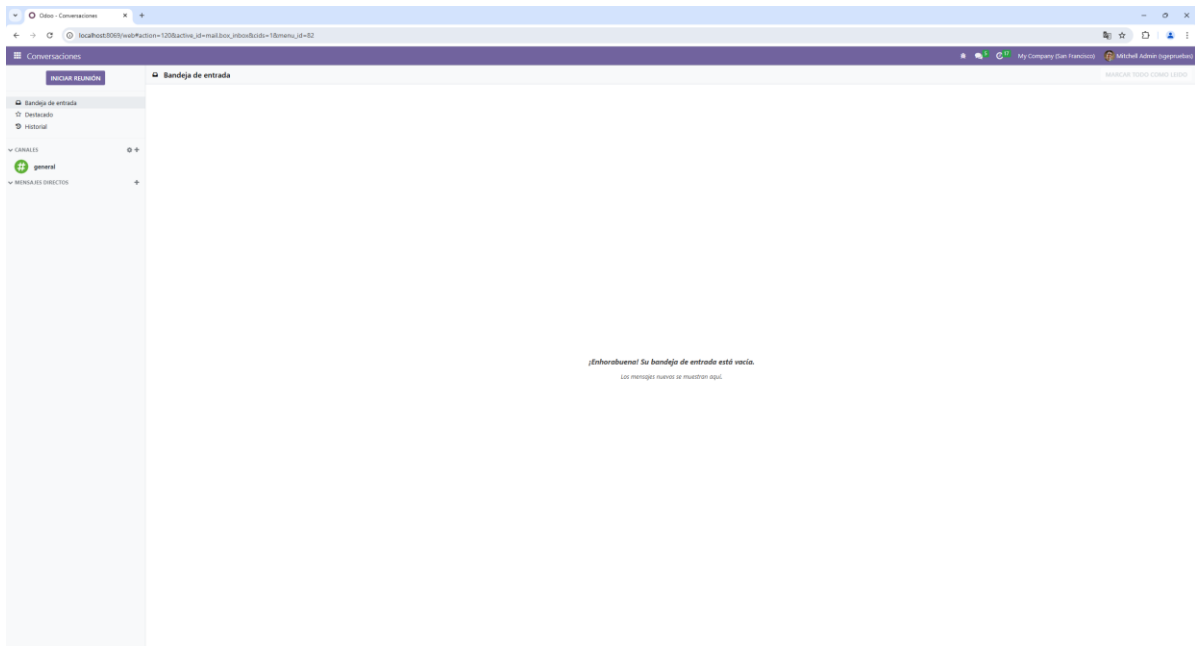 Odoo - Conversaciones
localhost:8069/web#action=120&active_id=mail.box_inbox&cids=1&menu_id=82
Conversaciones
5
17
My Company (San Francisco)
Mitchell Admin (sgepruebas)
INICIAR REUNIÓN
Bandeja de entrada
MARCAR TODO COMO LEÍDO
Bandeja de entrada
Destacado
Historial
CANALES
general
MENSAJES DIRECTOS
¡Enhorabuena! Su bandeja de entrada está vacía.
Los mensajes nuevos se muestran aquí.